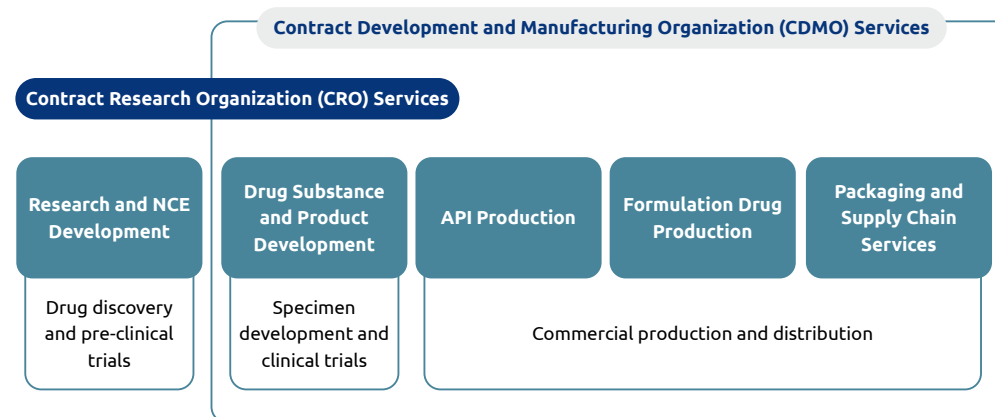 Contract Development and Manufacturing Organization (CDMO) Services
Contract Research Organization (CRO) Services
Research and NCE
Development
Drug Substance
and Product
Development
API Production
Formulation Drug
Production
Packaging and
Supply Chain
Services
Drug discovery
and pre-clinical
trials
Specimen
development and
clinical trials
Commercial production and distribution